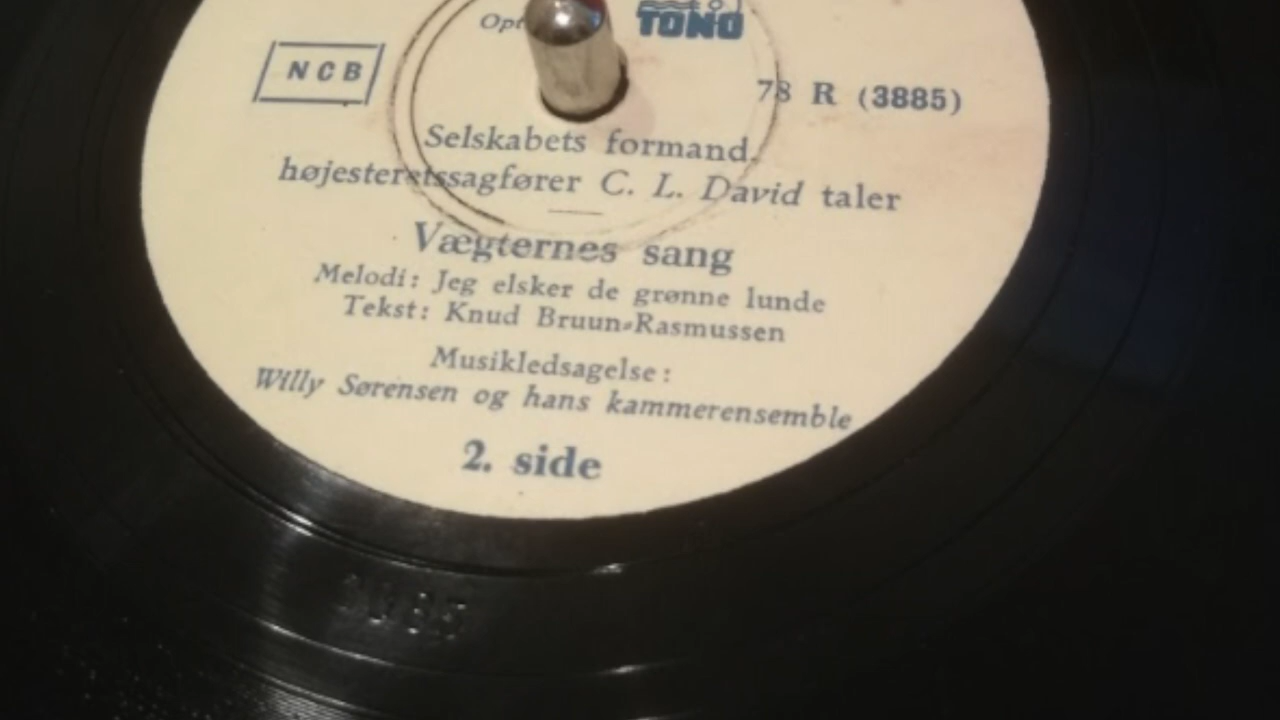 TONO
NCB
78 R (3885)
Selskabets formand,
højesteretssagfører C. L. David taler
Vægternes sang
Melodi: Jeg elsker de grønne lunde
Tekst: Knud Bruun-Rasmussen
Musikledsagelse:
Willy Sørensen og hans kammerensemble
2. side